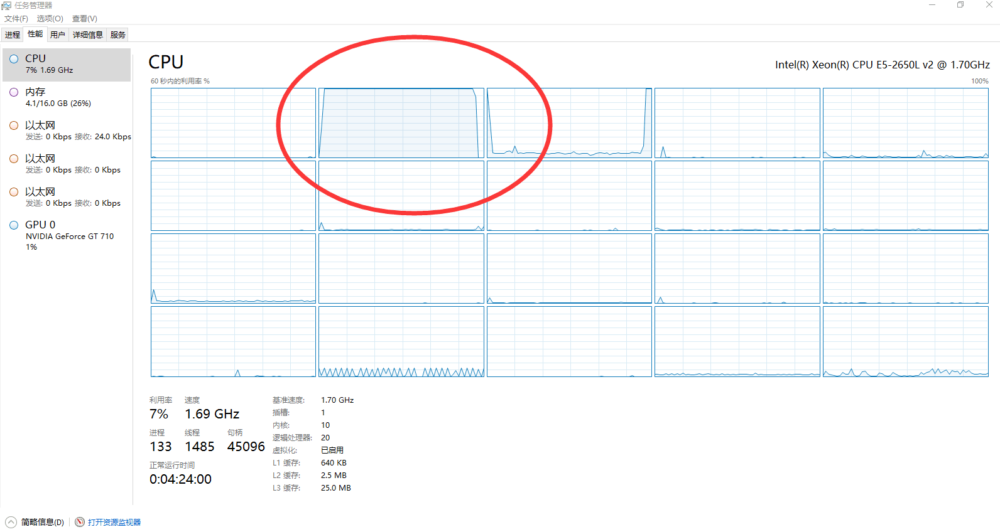 任务管理器
文件(F) 选项(O) 查看(V)
进程 性能 用户 详细信息 服务
CPU
7% 1.69 GHz
内存
4.1/16.0 GB (26%)
以太网
发送: 0 Kbps 接收: 24.0 Kbps
以太网
发送: 0 Kbps 接收: 0 Kbps
以太网
发送: 0 Kbps 接收: 0 Kbps
GPU 0
NVIDIA GeForce GT 710
1%
CPU
Intel(R) Xeon(R) CPU E5-2650L v2 @ 1.70GHz
60 秒内的利用率 %
100%
利用率 速度
7% 1.69 GHz
进程 线程 句柄
133 1485 45096
正常运行时间
0:04:24:00
基准速度: 1.70 GHz
插槽: 1
内核: 10
逻辑处理器: 20
虚拟化: 已启用
L1 缓存: 640 KB
L2 缓存: 2.5 MB
L3 缓存: 25.0 MB
简略信息(D) 打开资源监视器